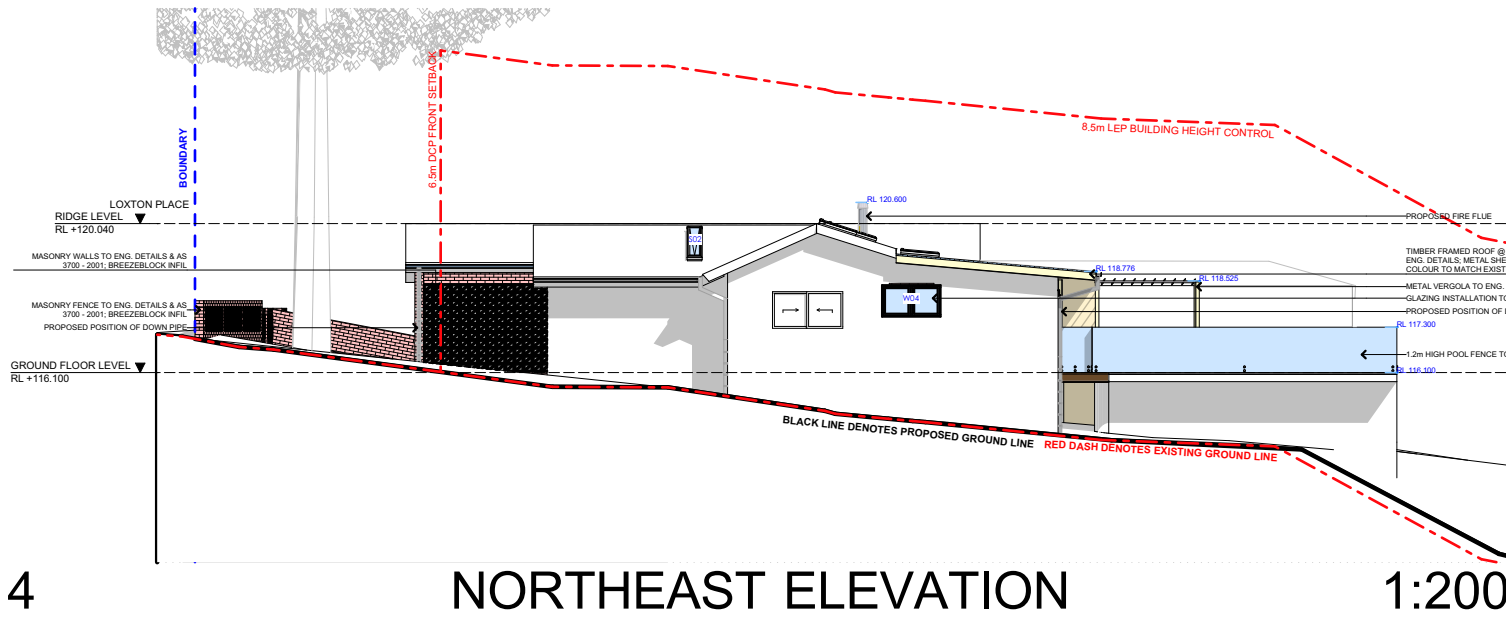 6.5m DCP FRONT SETBACK
BOUNDARY
8.5m LEP BUILDING HEIGHT CONTROL
LOXTON PLACE
RIDGE LEVEL
RL +120.040
RL 120.600
PROPOSED FIRE FLUE
S02
V
MASONRY WALLS TO ENG. DETAILS & AS
3700 - 2001; BREEZEBLOCK INFIL
TIMBER FRAMED ROOF @
ENG. DETAILS; METAL SHE
COLOUR TO MATCH EXIST
RL 118.776
RL 118.525
METAL VERGOLA TO ENG.
W04
GLAZING INSTALLATION TO
MASONRY FENCE TO ENG. DETAILS & AS
3700 - 2001; BREEZEBLOCK INFIL
PROPOSED POSITION OF
PROPOSED POSITION OF DOWN PIPE
RL 117.300
1.2m HIGH POOL FENCE TO
GROUND FLOOR LEVEL
RL +116.100
RL 116.100
BLACK LINE DENOTES PROPOSED GROUND LINE
RED DASH DENOTES EXISTING GROUND LINE
4
NORTHEAST ELEVATION
1:200